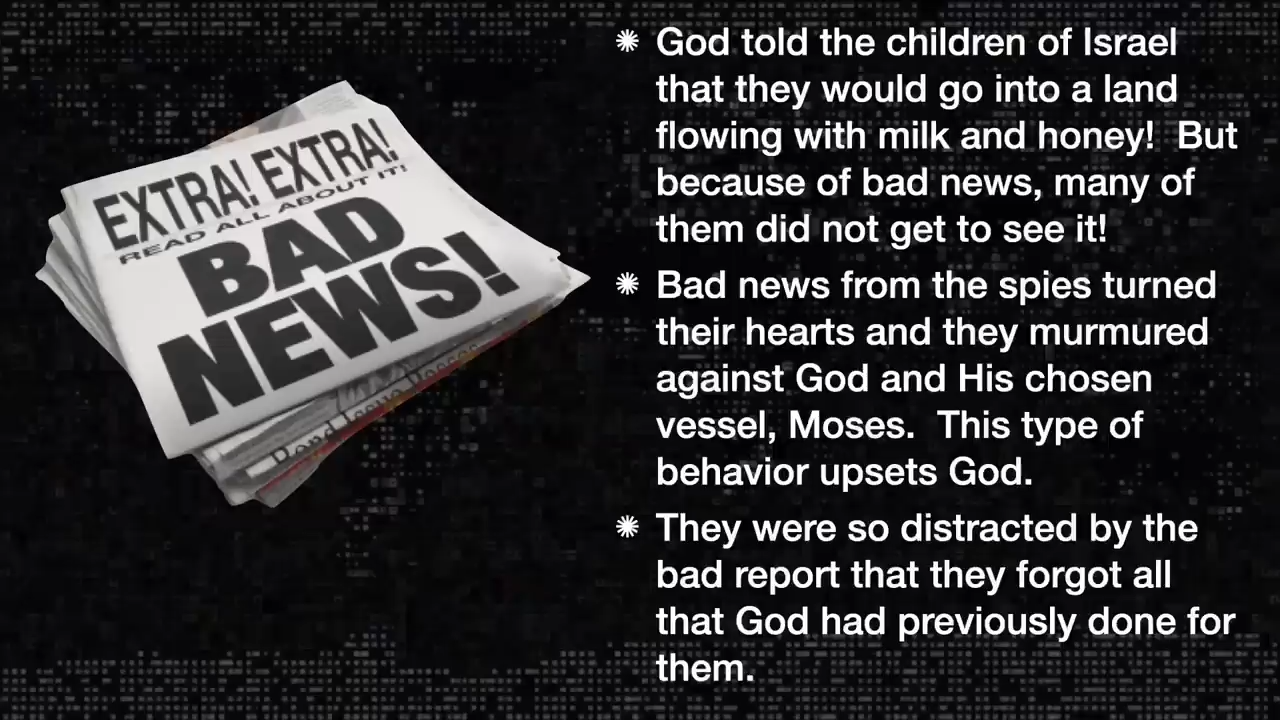 EXTRA! EXTRA!
READ ALL ABOUT IT!
BAD
NEWS!
God told the children of Israel
that they would go into a land
flowing with milk and honey!  But
because of bad news, many of
them did not get to see it!
Bad news from the spies turned
their hearts and they murmured
against God and His chosen
vessel, Moses.  This type of
behavior upsets God.
They were so distracted by the
bad report that they forgot all
that God had previously done for
them.